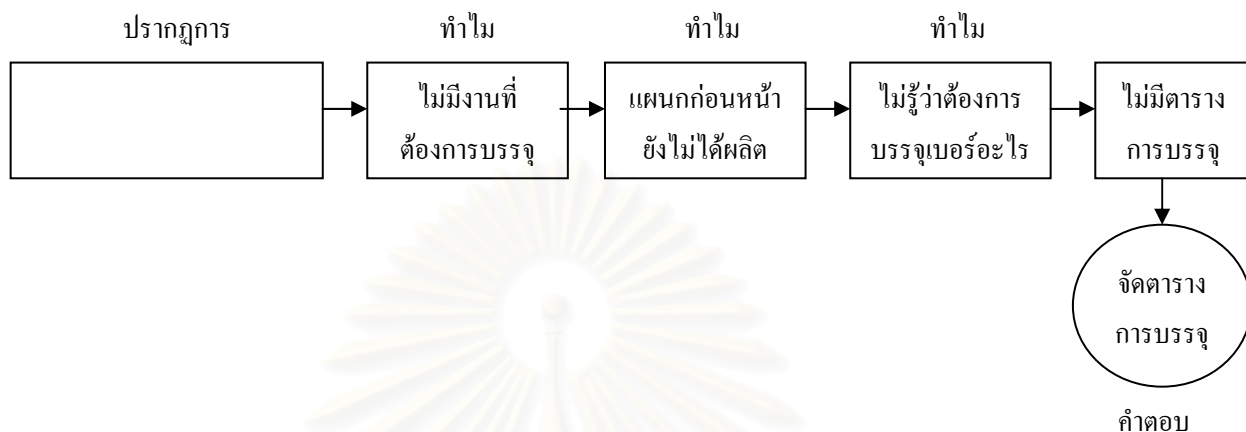 ปรากฏการ
ทำไม
ทำไม
ทำไม
ไม่มีงานที่
ต้องการบรรจุ
แผนกก่อนหน้า
ยังไม่ได้ผลิต
ไม่รู้ว่าต้องการ
บรรจุเบอร์อะไร
ไม่มีตาราง
การบรรจุ
จัดตาราง
การบรรจุ
คำตอบ